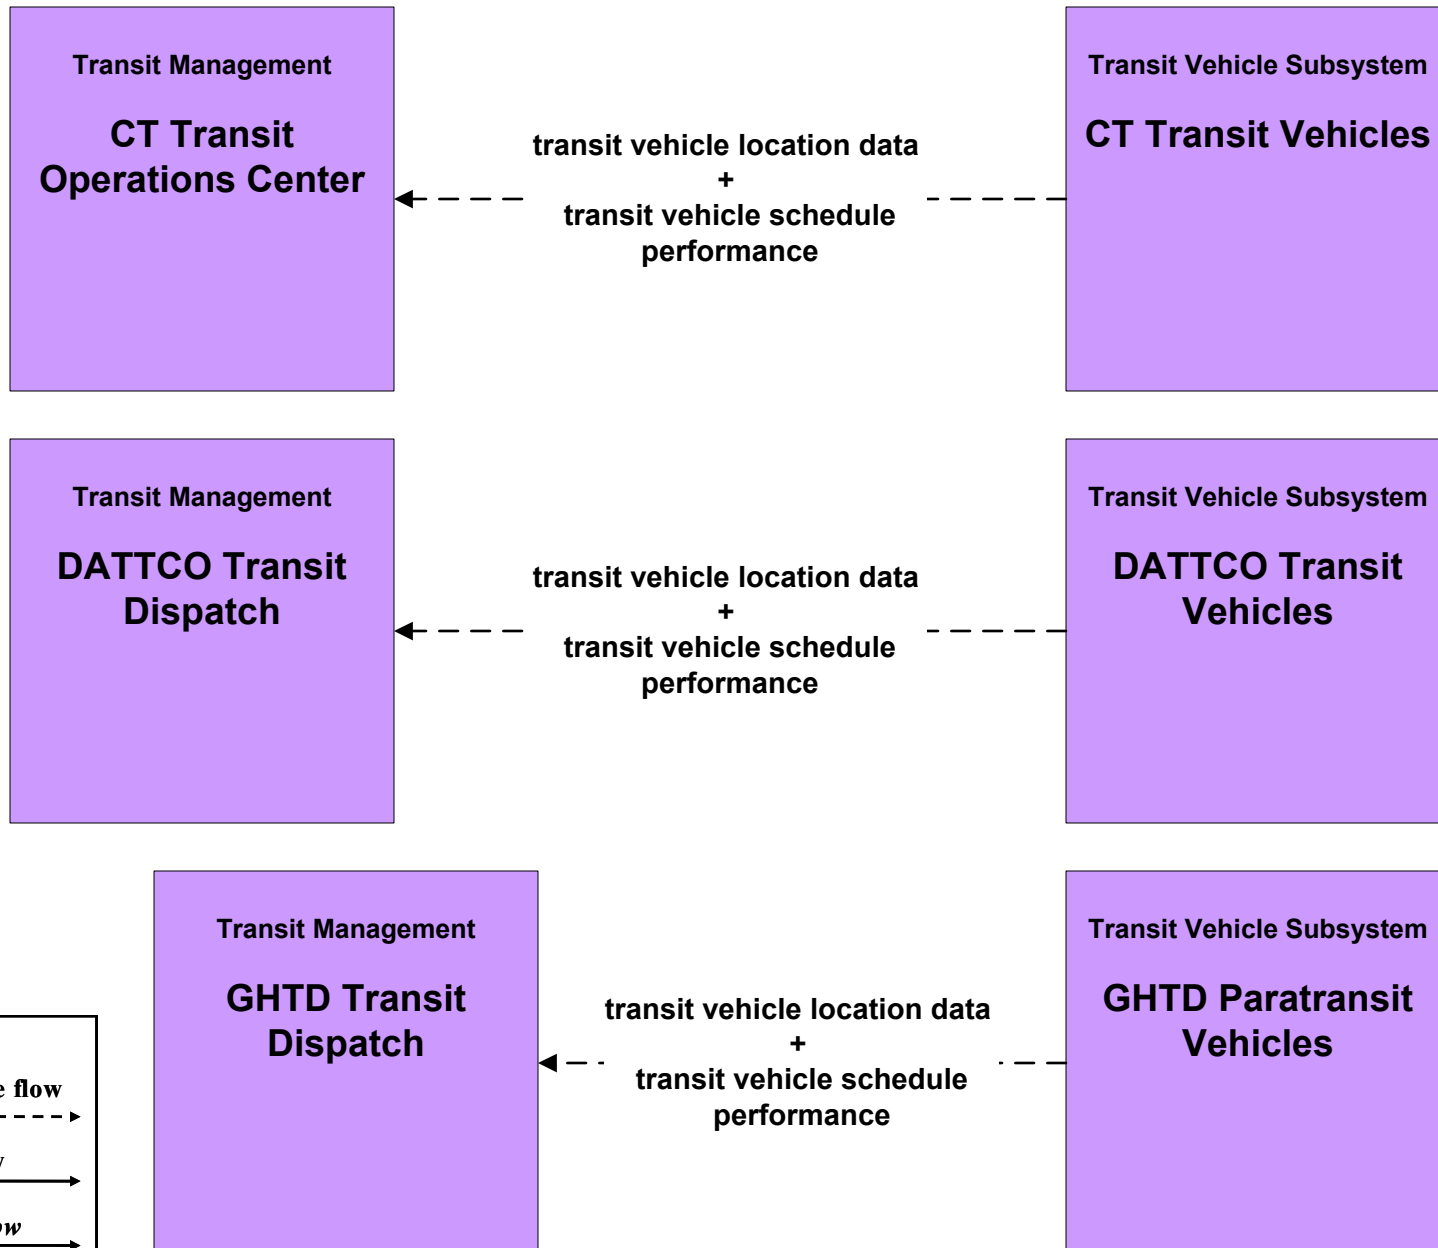 Transit Management
CT Transit
Operations Center
transit vehicle location data
+
transit vehicle schedule
performance
Transit Vehicle Subsystem
CT Transit Vehicles
Transit Management
DATTCO Transit
Dispatch
transit vehicle location data
+
transit vehicle schedule
performance
Transit Vehicle Subsystem
DATTCO Transit
Vehicles
Transit Management
GHTD Transit
Dispatch
transit vehicle location data
+
transit vehicle schedule
performance
Transit Vehicle Subsystem
GHTD Paratransit
Vehicles
flow